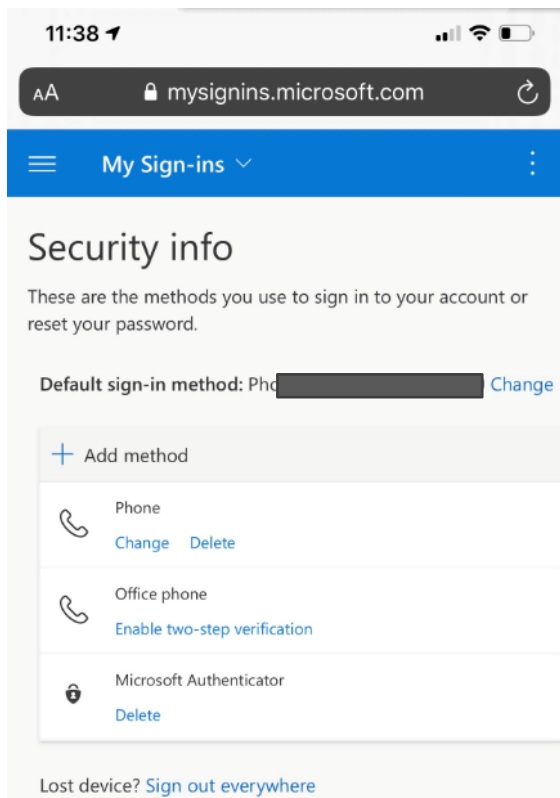 11:38
AA mysignins.microsoft.com
My Sign-ins
Security info
These are the methods you use to sign in to your account or
reset your password.
Default sign-in method: Pho Change
Add method
Phone
Change Delete
Office phone
Enable two-step verification
Microsoft Authenticator
Delete
Lost device? Sign out everywhere